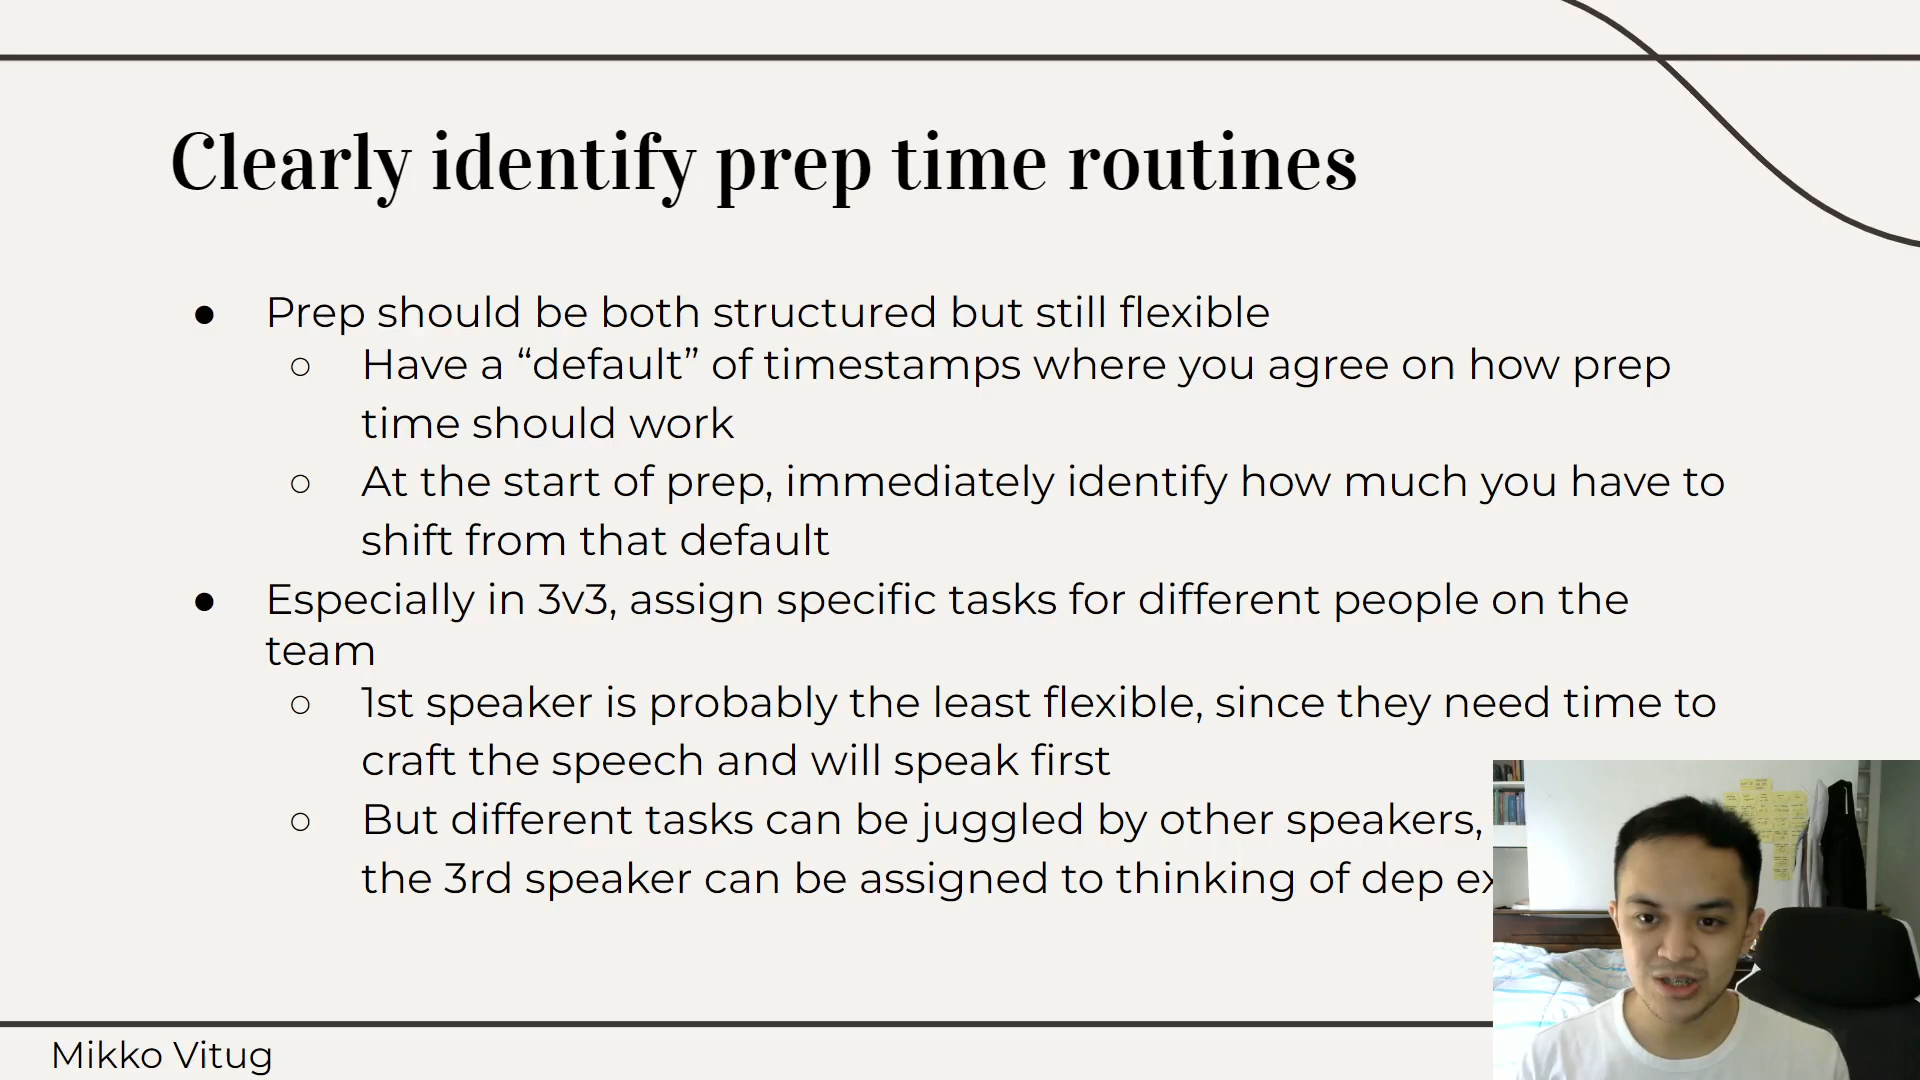 Clearly identify prep time routines
● Prep should be both structured but still flexible
○ Have a “default” of timestamps where you agree on how prep
time should work
○ At the start of prep, immediately identify how much you have to
shift from that default
● Especially in 3v3, assign specific tasks for different people on the
team
○ 1st speaker is probably the least flexible, since they need time to
craft the speech and will speak first
○ But different tasks can be juggled by other speakers,
the 3rd speaker can be assigned to thinking of dep
Mikko Vitug